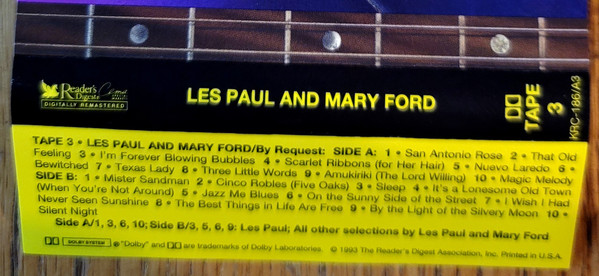 Reader's
Digest
DIGITALLY REMASTERED
LES PAUL AND MARY FORD
TAPE
3
KRC-186/A3
TAPE 3 • LES PAUL AND MARY FORD/By Request: SIDE A: 1 • San Antonio Rose 2 • That Old
Feeling 3 • I'm Forever Blowing Bubbles 4 • Scarlet Ribbons (for Her Hair) 5 • Nuevo Laredo 6 •
Bewitched 7 • Texas Lady 8 • Three Little Words 9 • Amukiriki (The Lord Willing) 10 • Magic Melody
SIDE B: 1 • Mister Sandman 2 • Cinco Robles (Five Oaks) 3 • Sleep 4 • It's a Lonesome Old Town
(When You're Not Around) 5 • Jazz Me Blues 6 • On the Sunny Side of the Street 7 • I Wish I Had
Never Seen Sunshine 8 • The Best Things in Life Are Free 9 • By the Light of the Silvery Moon 10 •
Silent Night
Side A/1, 3, 6, 10; Side B/3, 5, 6, 9: Les Paul; All other selections by Les Paul and Mary Ford
DOLBY SYSTEM ® "Dolby" and are trademarks of Dolby Laboratories. © 1993 The Reader's Digest Association, Inc. Printed in U.S.A.